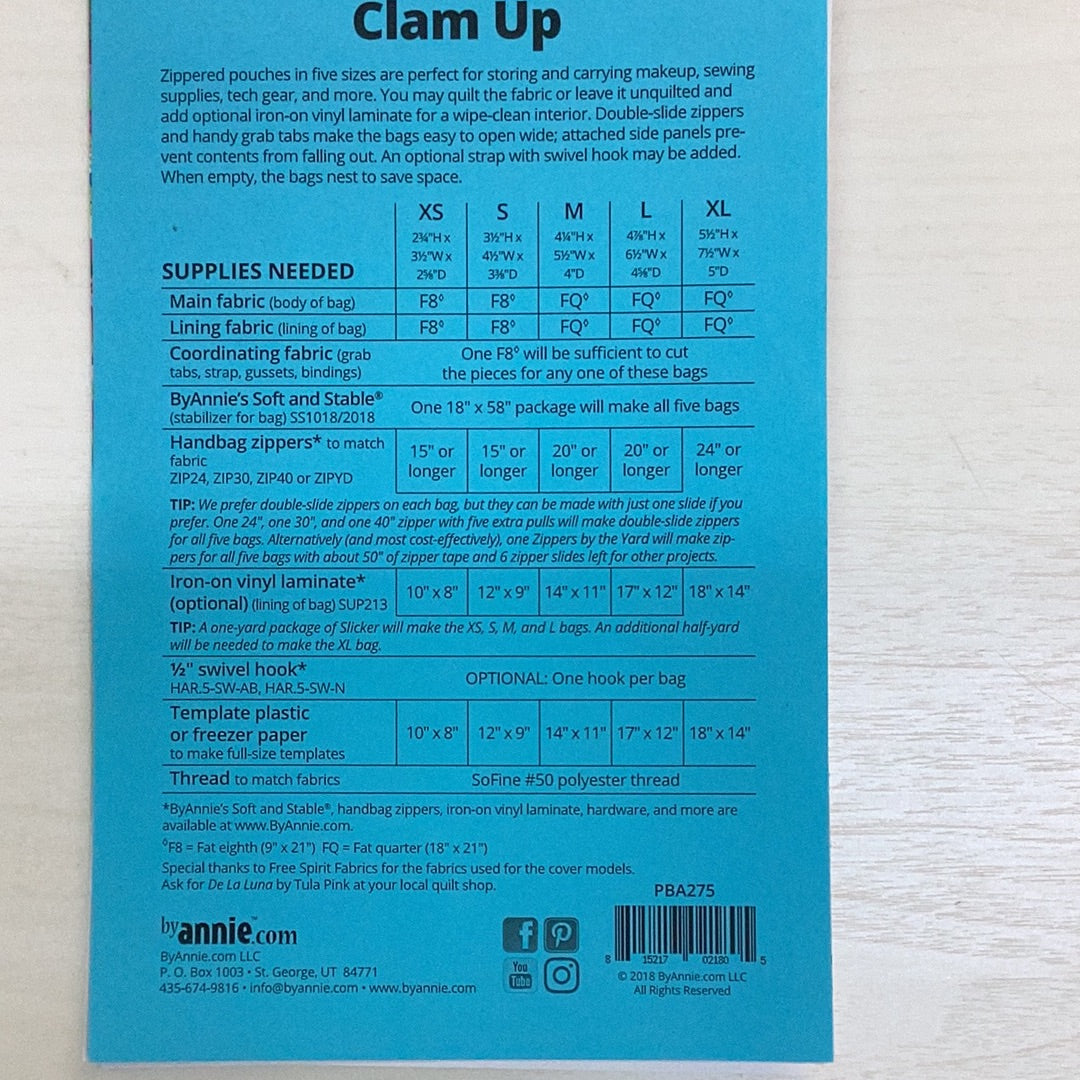 Clam Up
Zippered pouches in five sizes are perfect for storing and carrying makeup, sewing
supplies, tech gear, and more. You may quilt the fabric or leave it unquilted and
add optional iron-on vinyl laminate for a wipe-clean interior. Double-slide zippers
and handy grab tabs make the bags easy to open wide; attached side panels pre-
vent contents from falling out. An optional strap with swivel hook may be added.
When empty, the bags nest to save space.
SUPPLIES NEEDED
XS S M L XL
2¾"H x 3½"H x 4¼"H x 4⅞"H x 5½"H x
3½"W x 4½"W x 5½"W x 6½"W x 7½"W x
2⅝"D 3⅜"D 4"D 4⅝"D 5"D
Main fabric (body of bag) F8◊ F8◊ FQ◊ FQ◊ FQ◊
Lining fabric (lining of bag) F8◊ F8◊ FQ◊ FQ◊ FQ◊
Coordinating fabric (grab
tabs, strap, gussets, bindings)
One F8◊ will be sufficient to cut
the pieces for any one of these bags
ByAnnie's Soft and Stable®
(stabilizer for bag) SS1018/2018
One 18" x 58" package will make all five bags
Handbag zippers* to match
fabric
ZIP24, ZIP30, ZIP40 or ZIPYD
15" or 15" or 20" or 20" or 24" or
longer longer longer longer longer
TIP: We prefer double-slide zippers on each bag, but they can be made with just one slide if you
prefer. One 24", one 30", and one 40" zipper with five extra pulls will make double-slide zippers
for all five bags. Alternatively (and most cost-effectively), one Zippers by the Yard will make zip-
pers for all five bags with about 50" of zipper tape and 6 zipper slides left for other projects.
Iron-on vinyl laminate*
(optional) (lining of bag) SUP213
10" x 8" 12" x 9" 14" x 11" 17" x 12" 18" x 14"
TIP: A one-yard package of Slicker will make the XS, S, M, and L bags. An additional half-yard
will be needed to make the XL bag.
½" swivel hook*
HAR.5-SW-AB, HAR.5-SW-N
OPTIONAL: One hook per bag
Template plastic
or freezer paper
to make full-size templates
10" x 8" 12" x 9" 14" x 11" 17" x 12" 18" x 14"
Thread to match fabrics SoFine #50 polyester thread
*ByAnnie's Soft and Stable®, handbag zippers, iron-on vinyl laminate, hardware, and more are
available at www.ByAnnie.com.
◊F8 = Fat eighth (9" x 21") FQ = Fat quarter (18" x 21")
Special thanks to Free Spirit Fabrics for the fabrics used for the cover models.
Ask for De La Luna by Tula Pink at your local quilt shop.
by annie.com™
ByAnnie.com LLC
P. O. Box 1003 • St. George, UT 84771
435-674-9816 • info@byannie.com • www.byannie.com
f
You
Tube
PBA275
8 15217 02180 5
© 2018 ByAnnie.com LLC
All Rights Reserved